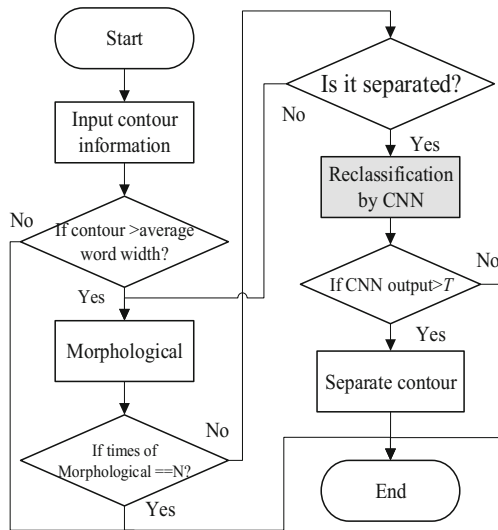 Start
Input contour
information
No
If contour >average
word width?
Yes
Morphological
No
If times of
Morphological ==N?
Yes
Is it separated?
No
Yes
Reclassification
by CNN
No
If CNN output>T
Yes
Separate contour
End